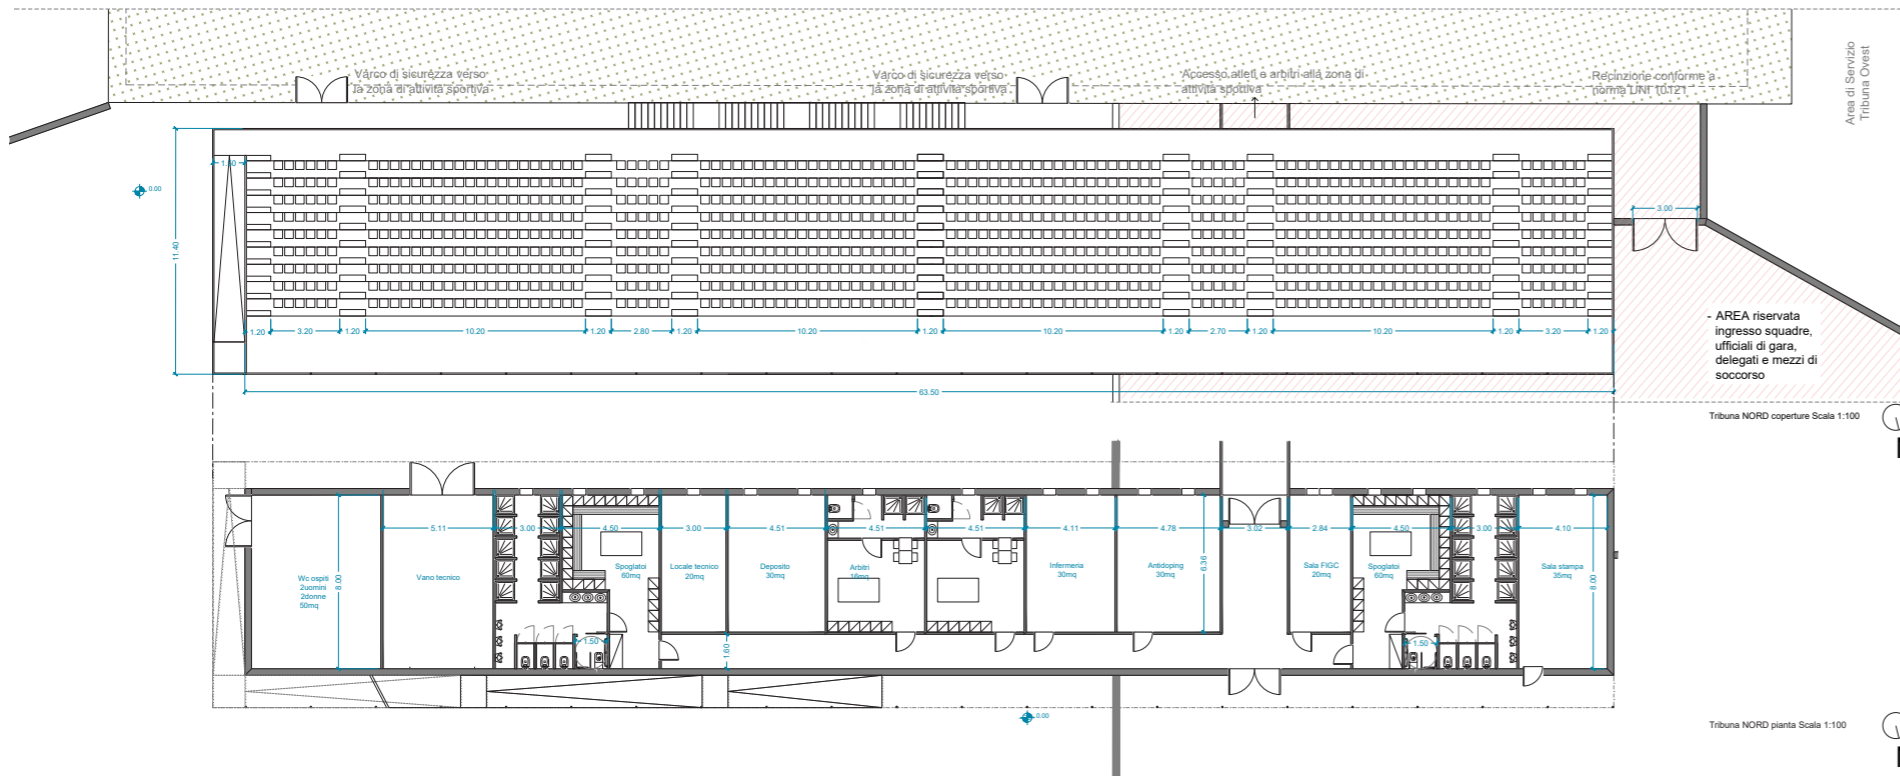 Varco di sicurezza verso
la zona di attività sportiva
Varco di sicurezza verso
la zona di attività sportiva
Accesso atleti e arbitri alla zona di
attività sportiva
Recinzione conforme a
norma UNI 10121
Area di Servizio
Tribuna Ovest
0.00
11.40
3.00
1.20
3.20
1.20
10.20
1.20
2.80
1.20
10.20
1.20
10.20
1.20
2.70
1.20
10.20
1.20
3.20
1.20
63.50
- AREA riservata
ingresso squadre,
ufficiali di gara,
delegati e mezzi di
soccorso
Tribuna NORD coperture Scala 1:100
5.11
3.00
4.50
3.00
4.51
4.51
4.51
4.11
4.78
3.02
2.84
4.50
3.00
4.10
Wc ospiti
2uomini
2donne
50mq
8.00
Vano tecnico
Spogliatoi
60mq
Locale tecnico
20mq
Deposito
30mq
Arbitri
16mq
Infermeria
30mq
Antidoping
30mq
6.36
Sala FIGC
20mq
Spogliatoi
60mq
Sala stampa
35mq
8.00
1.50
1.60
1.50
0.00
Tribuna NORD pianta Scala 1:100